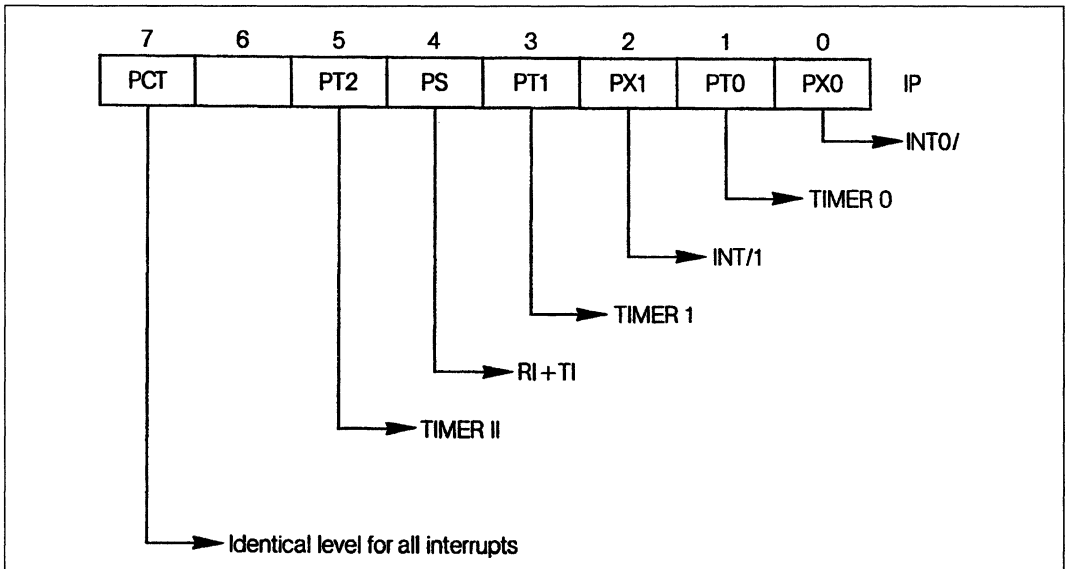 7 6 5 4 3 2 1 0
PCT PT2 PS PT1 PX1 PT0 PX0 IP
INT0/
TIMER 0
INT/1
TIMER 1
RI+TI
TIMER II
Identical level for all interrupts